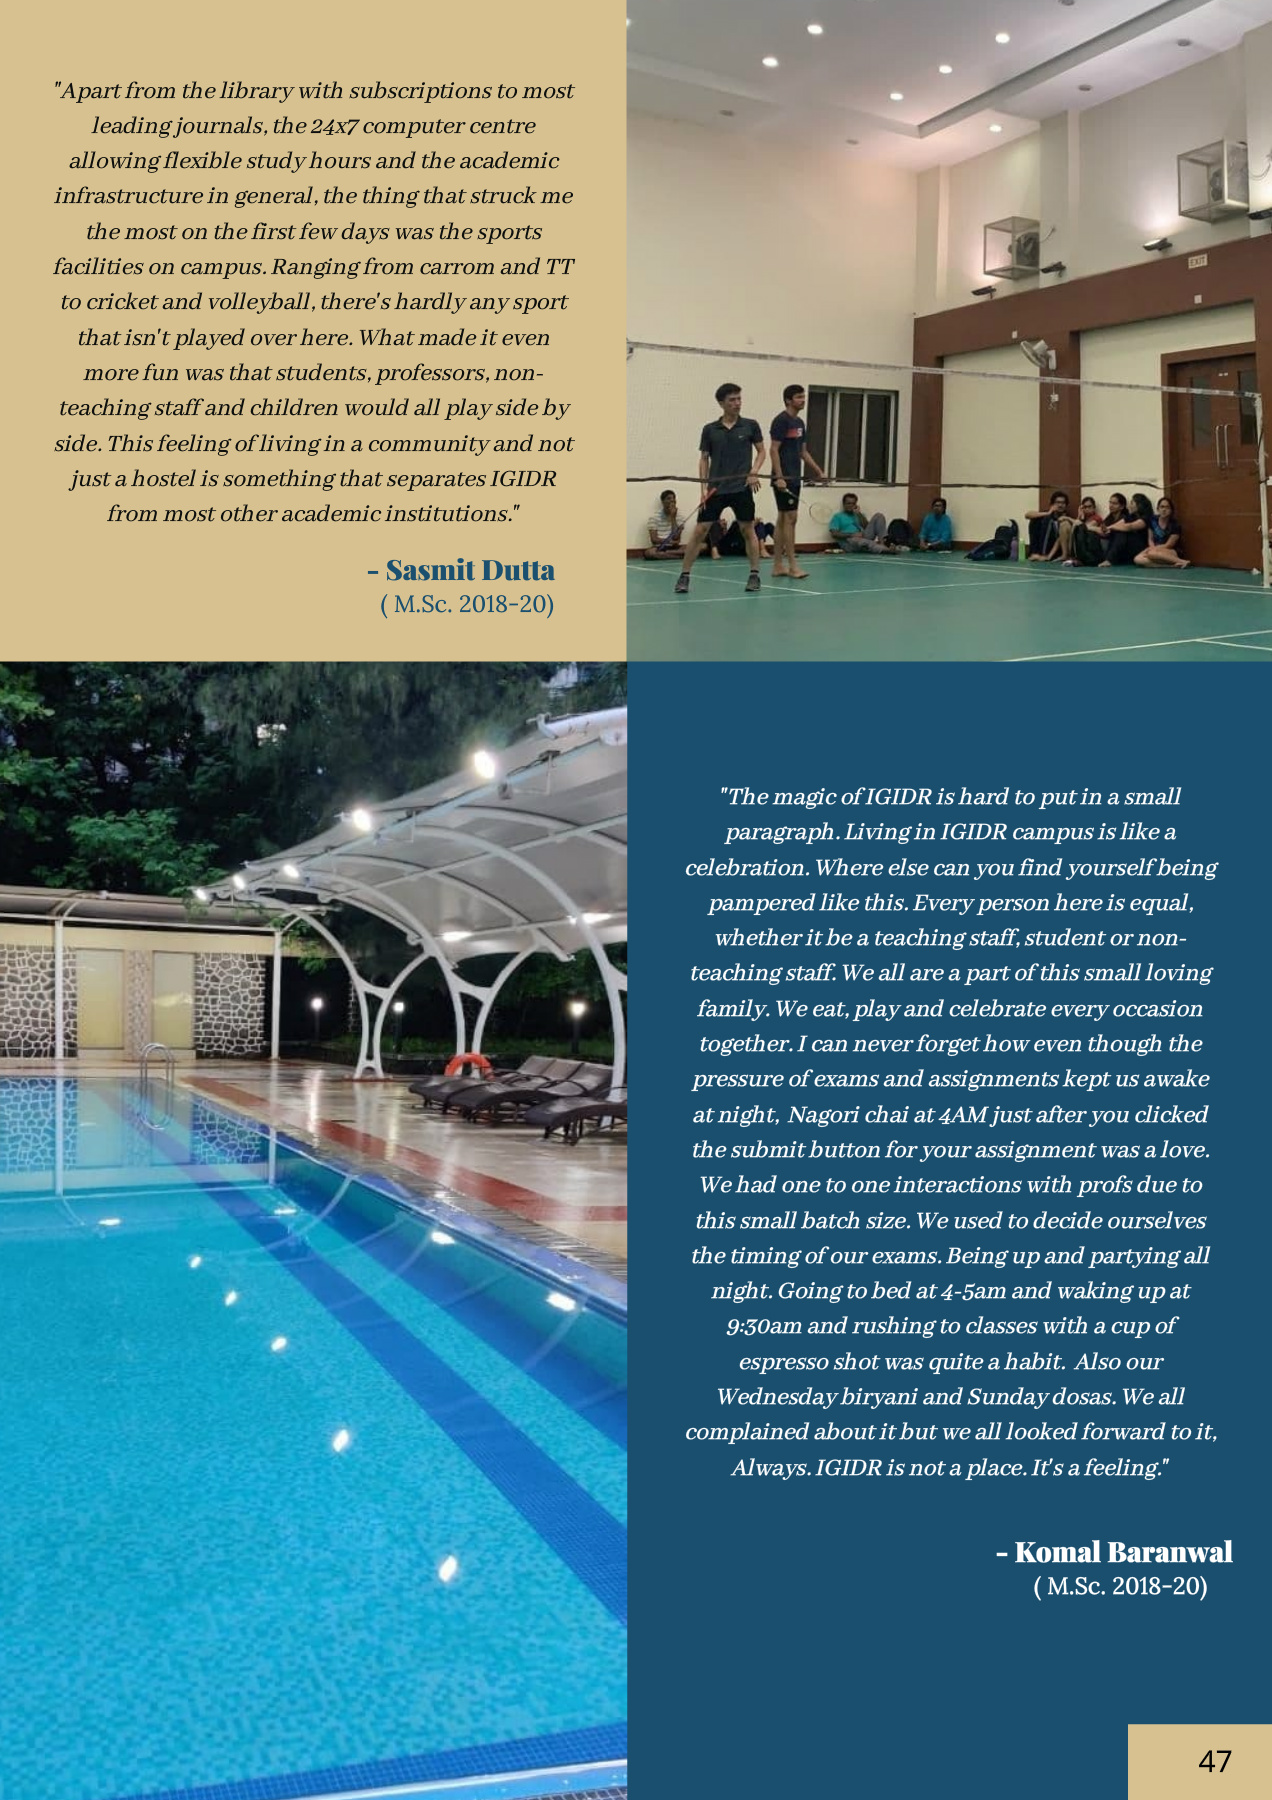 "Apart from the library with subscriptions to most
leading journals, the 24x7 computer centre
allowing flexible study hours and the academic
infrastructure in general, the thing that struck me
the most on the first few days was the sports
facilities on campus. Ranging from carrom and TT
to cricket and volleyball, there's hardly any sport
that isn't played over here. What made it even
more fun was that students, professors, non-
teaching staff and children would all play side by
side. This feeling of living in a community and not
just a hostel is something that separates IGIDR
from most other academic institutions."
- Sasmit Dutta
( M.Sc. 2018-20)
EXIT
"The magic of IGIDR is hard to put in a small
paragraph. Living in IGIDR campus is like a
celebration. Where else can you find yourself being
pampered like this. Every person here is equal,
whether it be a teaching staff, student or non-
teaching staff. We all are a part of this small loving
family. We eat, play and celebrate every occasion
together. I can never forget how even though the
pressure of exams and assignments kept us awake
at night, Nagori chai at 4AM just after you clicked
the submit button for your assignment was a love.
We had one to one interactions with profs due to
this small batch size. We used to decide ourselves
the timing of our exams. Being up and partying all
night. Going to bed at 4-5am and waking up at
9:30am and rushing to classes with a cup of
espresso shot was quite a habit. Also our
Wednesday biryani and Sunday dosas. We all
complained about it but we all looked forward to it,
Always. IGIDR is not a place. It's a feeling."
- Komal Baranwal
( M.Sc. 2018-20)
47